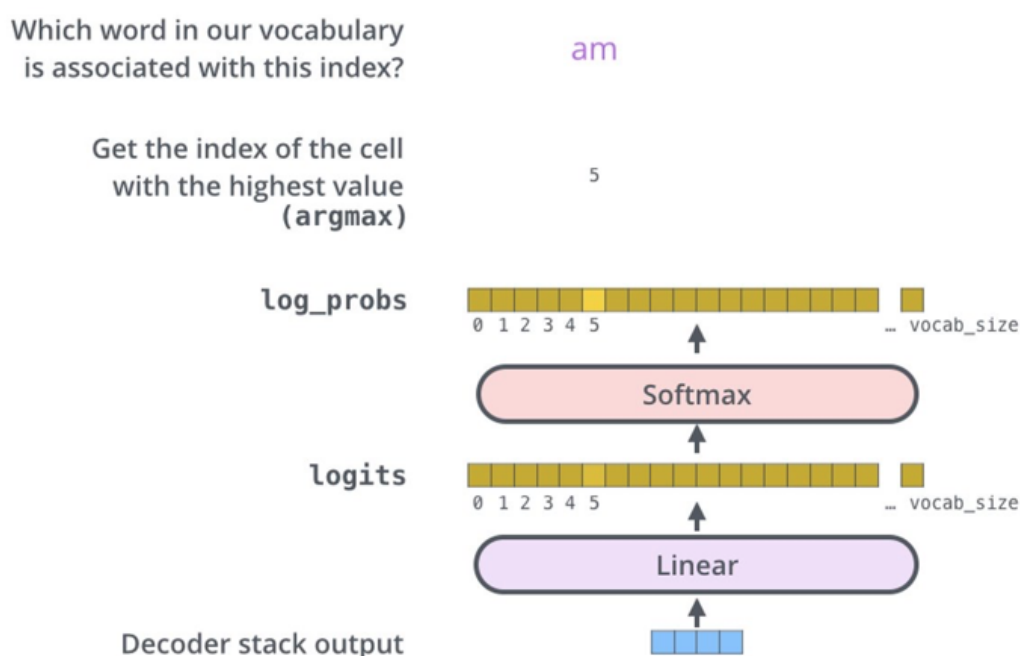 Which word in our vocabulary
is associated with this index?
am
Get the index of the cell
with the highest value
(argmax)
5
log_probs
0 1 2 3 4 5 … vocab_size
Softmax
logits
0 1 2 3 4 5 … vocab_size
Linear
Decoder stack output